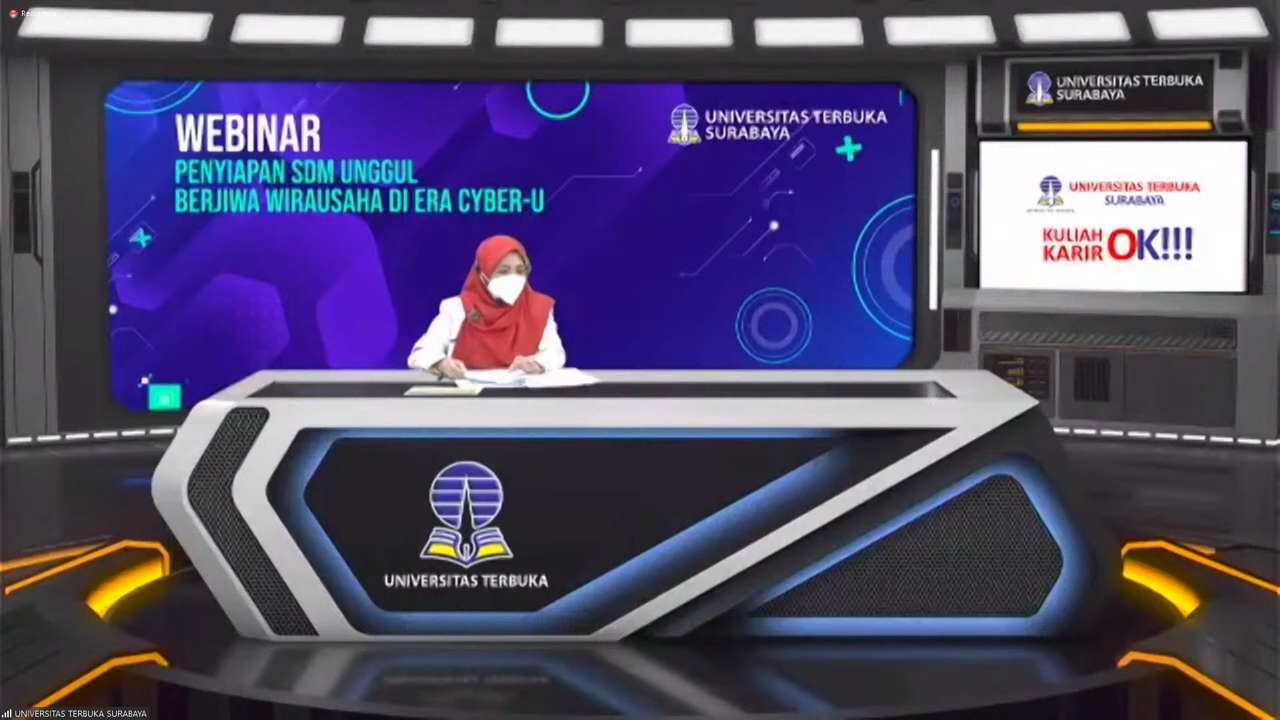 WEBINAR
PENYIAPAN SDM UNGGUL
BERJIWA WIRAUSAHA DI ERA CYBER-U
UNIVERSITAS TERBUKA
SURABAYA
UNIVERSITAS TERBUKA
SURABAYA
UNIVERSITAS TERBUKA
SURABAYA
KULIAH
KARIR OK!!!
UNIVERSITAS TERBUKA
UNIVERSITAS TERBUKA SURABAYA